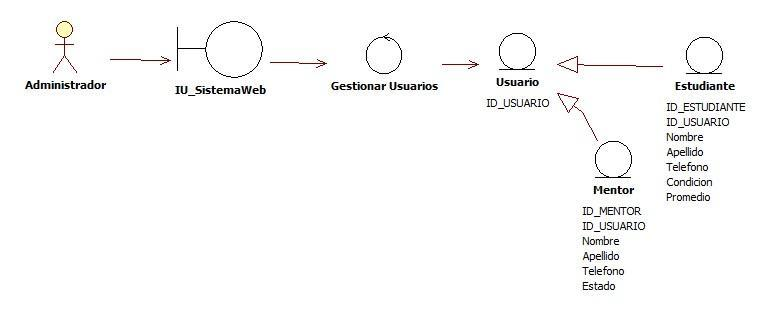 Administrador
IU_SistemaWeb
Gestionar Usuarios
Usuario
ID_USUARIO
Estudiante
ID_ESTUDIANTE
ID_USUARIO
Nombre
Apellido
Telefono
Condicion
Promedio
Mentor
ID_MENTOR
ID_USUARIO
Nombre
Apellido
Telefono
Estado